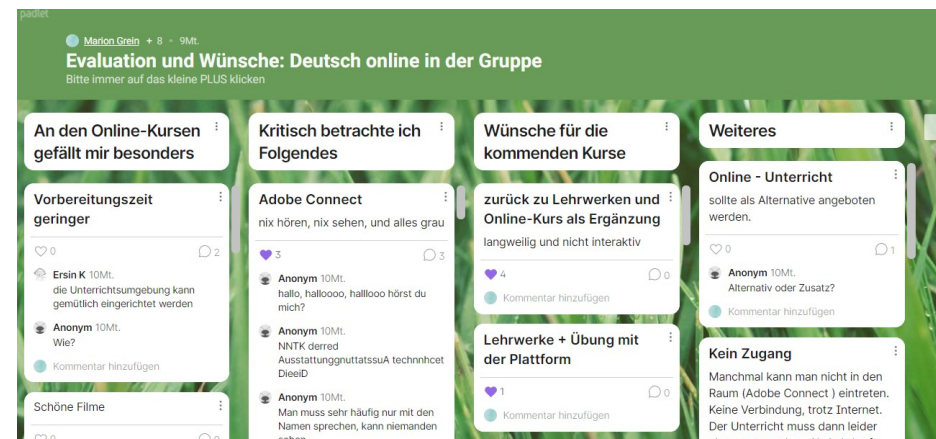 padlet
Marion Grein + 8 • 9Mt.
Evaluation und Wünsche: Deutsch online in der Gruppe
Bitte immer auf das kleine PLUS klicken
An den Online-Kursen
gefällt mir besonders
Vorbereitungszeit
geringer
0 2
Ersin K 10Mt.
die Unterrichtsumgebung kann
gemütlich eingerichtet werden
Anonym 10Mt.
Wie?
Kommentar hinzufügen
Schöne Filme
Kritisch betrachte ich
Folgendes
Adobe Connect
nix hören, nix sehen, und alles grau
3 3
Anonym 10Mt.
hallo, halloooo, halllooo hörst du
mich?
Anonym 10Mt.
NNTK derred
AusstattunggnuttatssuA technnhcet
DieeiD
Anonym 10Mt.
Man muss sehr häufig nur mit den
Namen sprechen, kann niemanden
Wünsche für die
kommenden Kurse
zurück zu Lehrwerken und
Online-Kurs als Ergänzung
langweilig und nicht interaktiv
4 0
Kommentar hinzufügen
Lehrwerke + Übung mit
der Plattform
1 0
Kommentar hinzufügen
Weiteres
Online - Unterricht
sollte als Alternative angeboten
werden.
0 1
Anonym 10Mt.
Alternativ oder Zusatz?
Kommentar hinzufügen
Kein Zugang
Manchmal kann man nicht in den
Raum (Adobe Connect ) eintreten.
Keine Verbindung, trotz Internet.
Der Unterricht muss dann leider